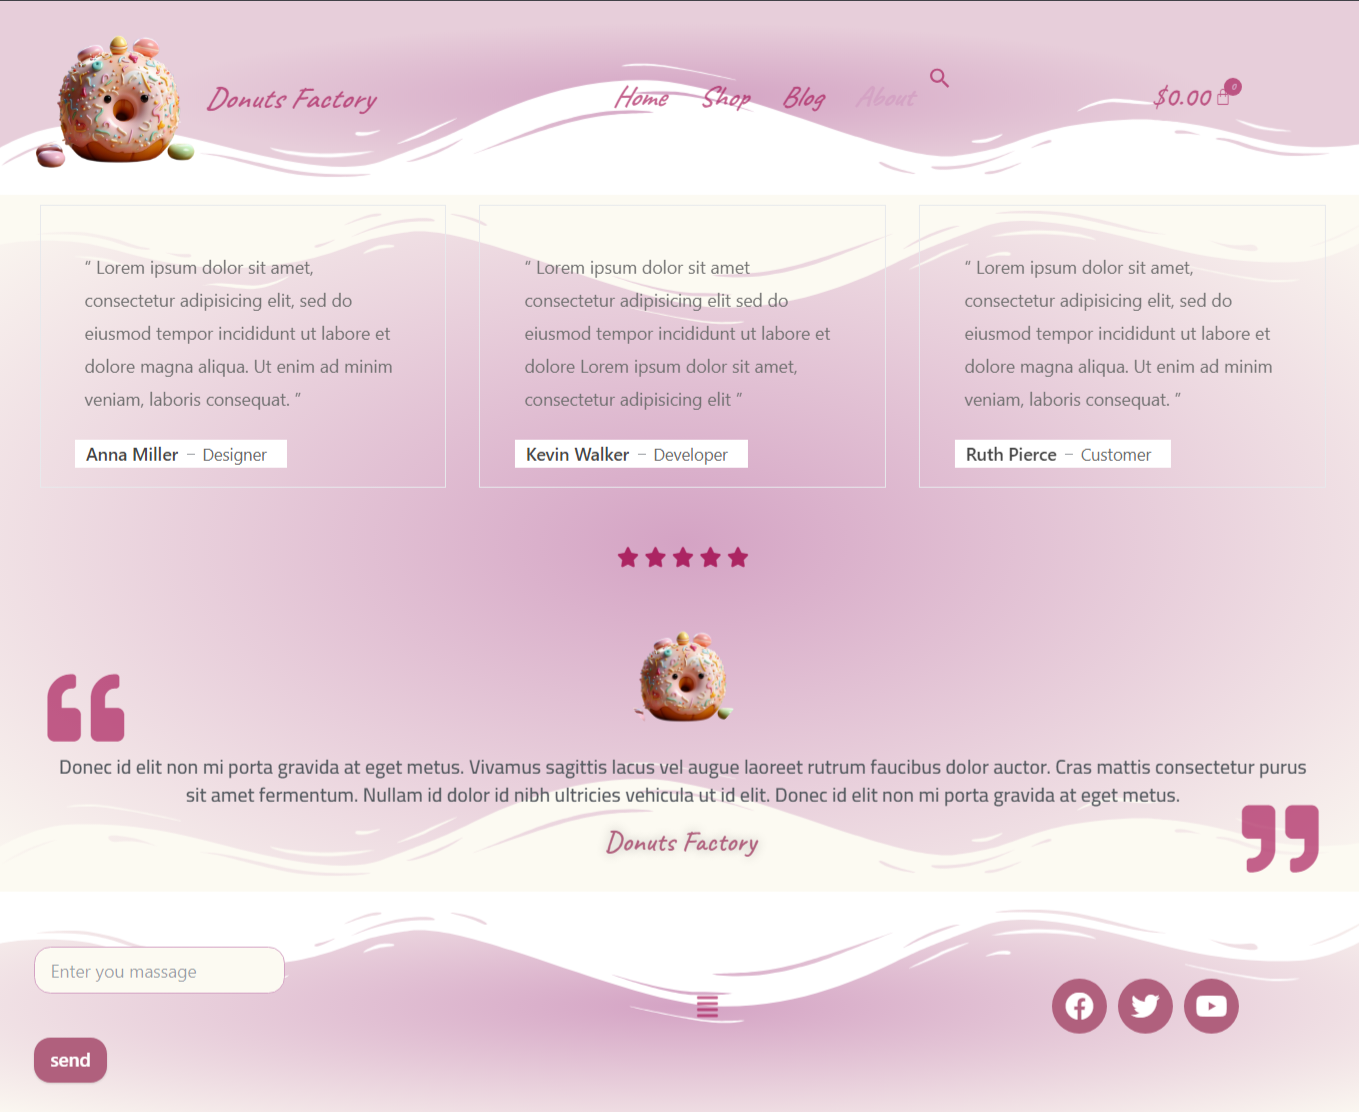 Donuts Factory
Home Shop Blog About
$0.00 0
“ Lorem ipsum dolor sit amet,
consectetur adipisicing elit, sed do
eiusmod tempor incididunt ut labore et
dolore magna aliqua. Ut enim ad minim
veniam, laboris consequat. ”
Anna Miller – Designer
“ Lorem ipsum dolor sit amet
consectetur adipisicing elit sed do
eiusmod tempor incididunt ut labore et
dolore Lorem ipsum dolor sit amet,
consectetur adipisicing elit ”
Kevin Walker – Developer
“ Lorem ipsum dolor sit amet,
consectetur adipisicing elit, sed do
eiusmod tempor incididunt ut labore et
dolore magna aliqua. Ut enim ad minim
veniam, laboris consequat. ”
Ruth Pierce – Customer
Donec id elit non mi porta gravida at eget metus. Vivamus sagittis lacus vel augue laoreet rutrum faucibus dolor auctor. Cras mattis consectetur purus
sit amet fermentum. Nullam id dolor id nibh ultricies vehicula ut id elit. Donec id elit non mi porta gravida at eget metus.
Donuts Factory
Enter you massage
send